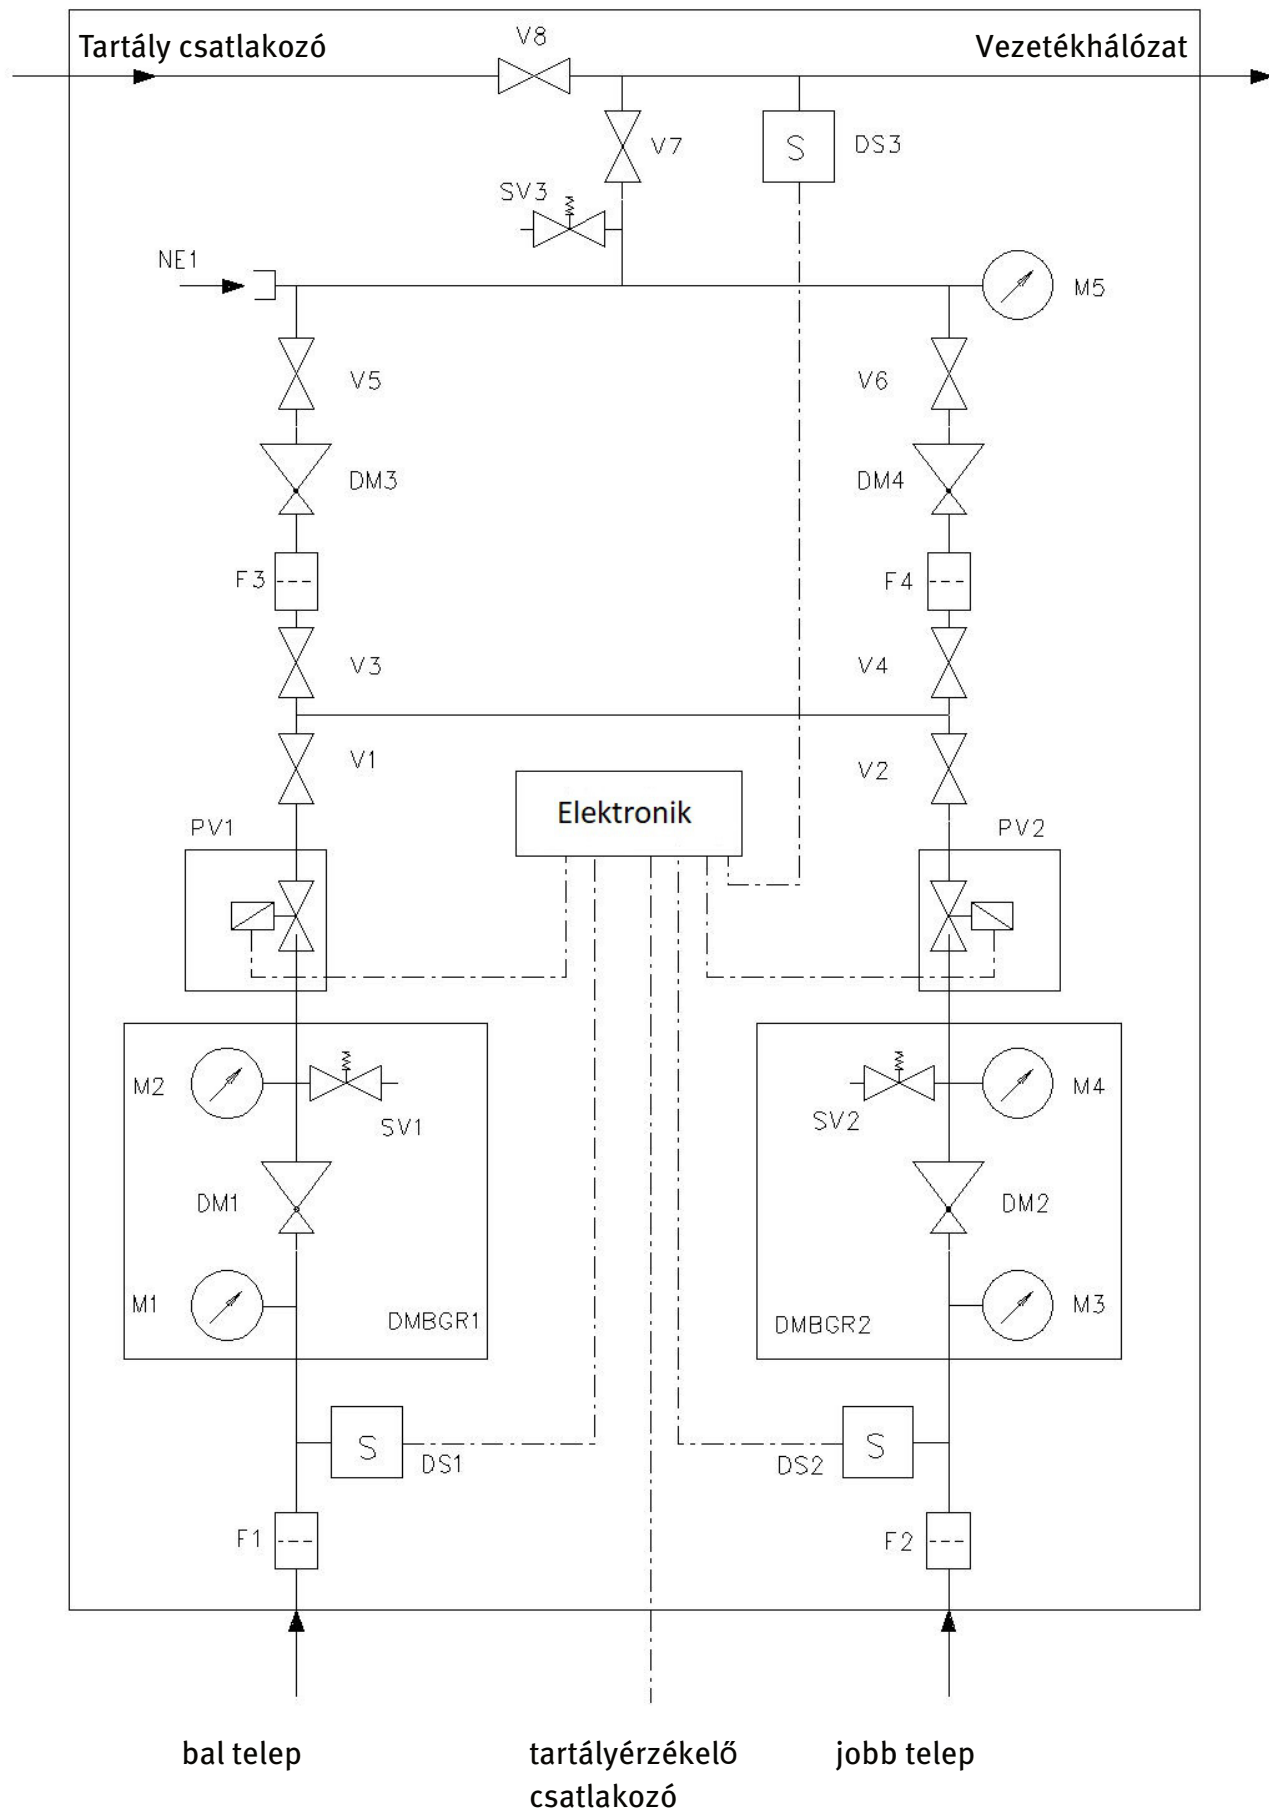 V8
Tartály csatlakozó
Vezetékhálózat
V7
S
DS3
SV3
NE1
M5
V5
V6
DM3
DM4
F3
F4
V3
V4
V1
V2
Elektronik
PV1
PV2
M2
M4
SV1
SV2
DM1
DM2
M1
M3
DMBGR1
DMBGR2
S
S
DS1
DS2
F1
F2
bal telep
tartályérzékelő
csatlakozó
jobb telep